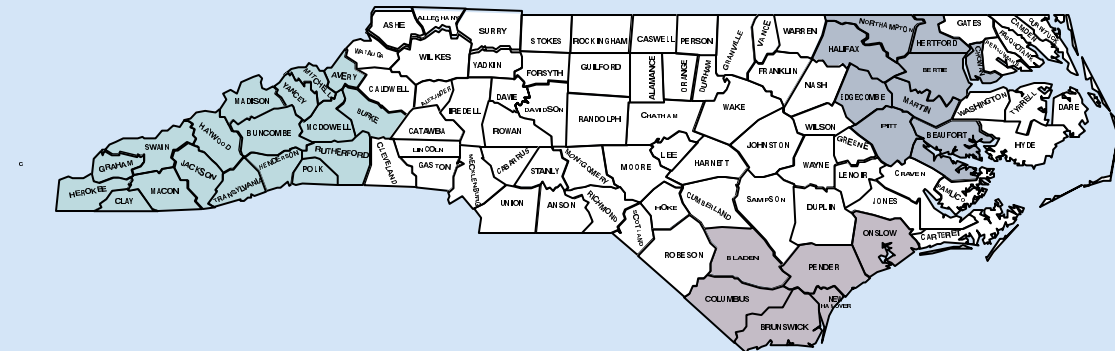 ASHE
ALLEGHANY
SURRY
STOKES
ROCKINGHAM
CASWELL
PERSON
GRANVILLE
VANCE
WARREN
NORTHAMPTON
GATES
CAMDEN
CURRITUCK
PASQUOTANK
PERQUIMANS
CHOWAN
HERTFORD
HALIFAX
WATAUGA
WILKES
YADKIN
FORSYTH
GUILFORD
ALAMANCE
ORANGE
DURHAM
FRANKLIN
NASH
BERTIE
MITCHELL
AVERY
YANCEY
MADISON
CALDWELL
ALEXANDER
IREDELL
DAVIE
DAVIDSON
RANDOLPH
CHATHAM
WAKE
EDGECOMBE
MARTIN
WASHINGTON
TYRRELL
DARE
HAYWOOD
BUNCOMBE
MCDOWELL
BURKE
CATAWBA
ROWAN
WILSON
PITT
BEAUFORT
HYDE
SWAIN
GRAHAM
JACKSON
HENDERSON
RUTHERFORD
POLK
CLEVELAND
LINCOLN
GASTON
MECKLENBURG
CABARRUS
STANLY
MONTGOMERY
MOORE
LEE
HARNETT
JOHNSTON
WAYNE
GREENE
LENOIR
CRAVEN
PAMLICO
C
HEROKEE
CLAY
MACON
TRANSYLVANIA
UNION
ANSON
RICHMOND
SCOTLAND
HOKE
CUMBERLAND
SAMPSON
DUPLIN
JONES
CARTERET
ONSLOW
ROBESON
BLADEN
PENDER
COLUMBUS
NEW
HANOVER
BRUNSWICK